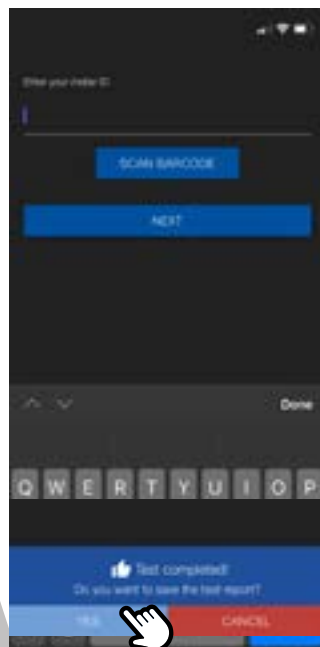 Enter your meter ID
SCAN BARCODE
NEXT
Done
Q W E R T Y U I O P
Test completed!
Do you want to save the test report?
YES CANCEL